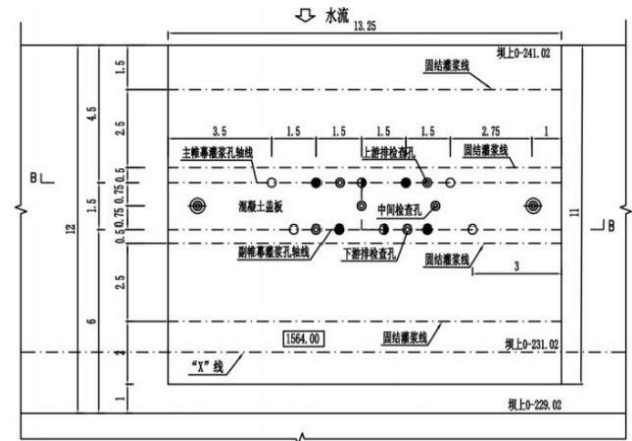 水流
13.25
坝上0-241.02
固结灌浆线
1.5
4.5
2.5
3.5
1.5
1.5
1.5
1.5
2.75
1
主帷幕灌浆孔轴线
上游排检查孔
固结灌浆线
0.5
B
0.75
混凝土盖板
中间检查孔
12
1.5
0.75
11
0.5
副帷幕灌浆孔轴线
下游排检查孔
固结灌浆线
B
3
2.5
6
1564.00
固结灌浆线
坝上0-231.02
2
“X”线
1
坝上0-229.02